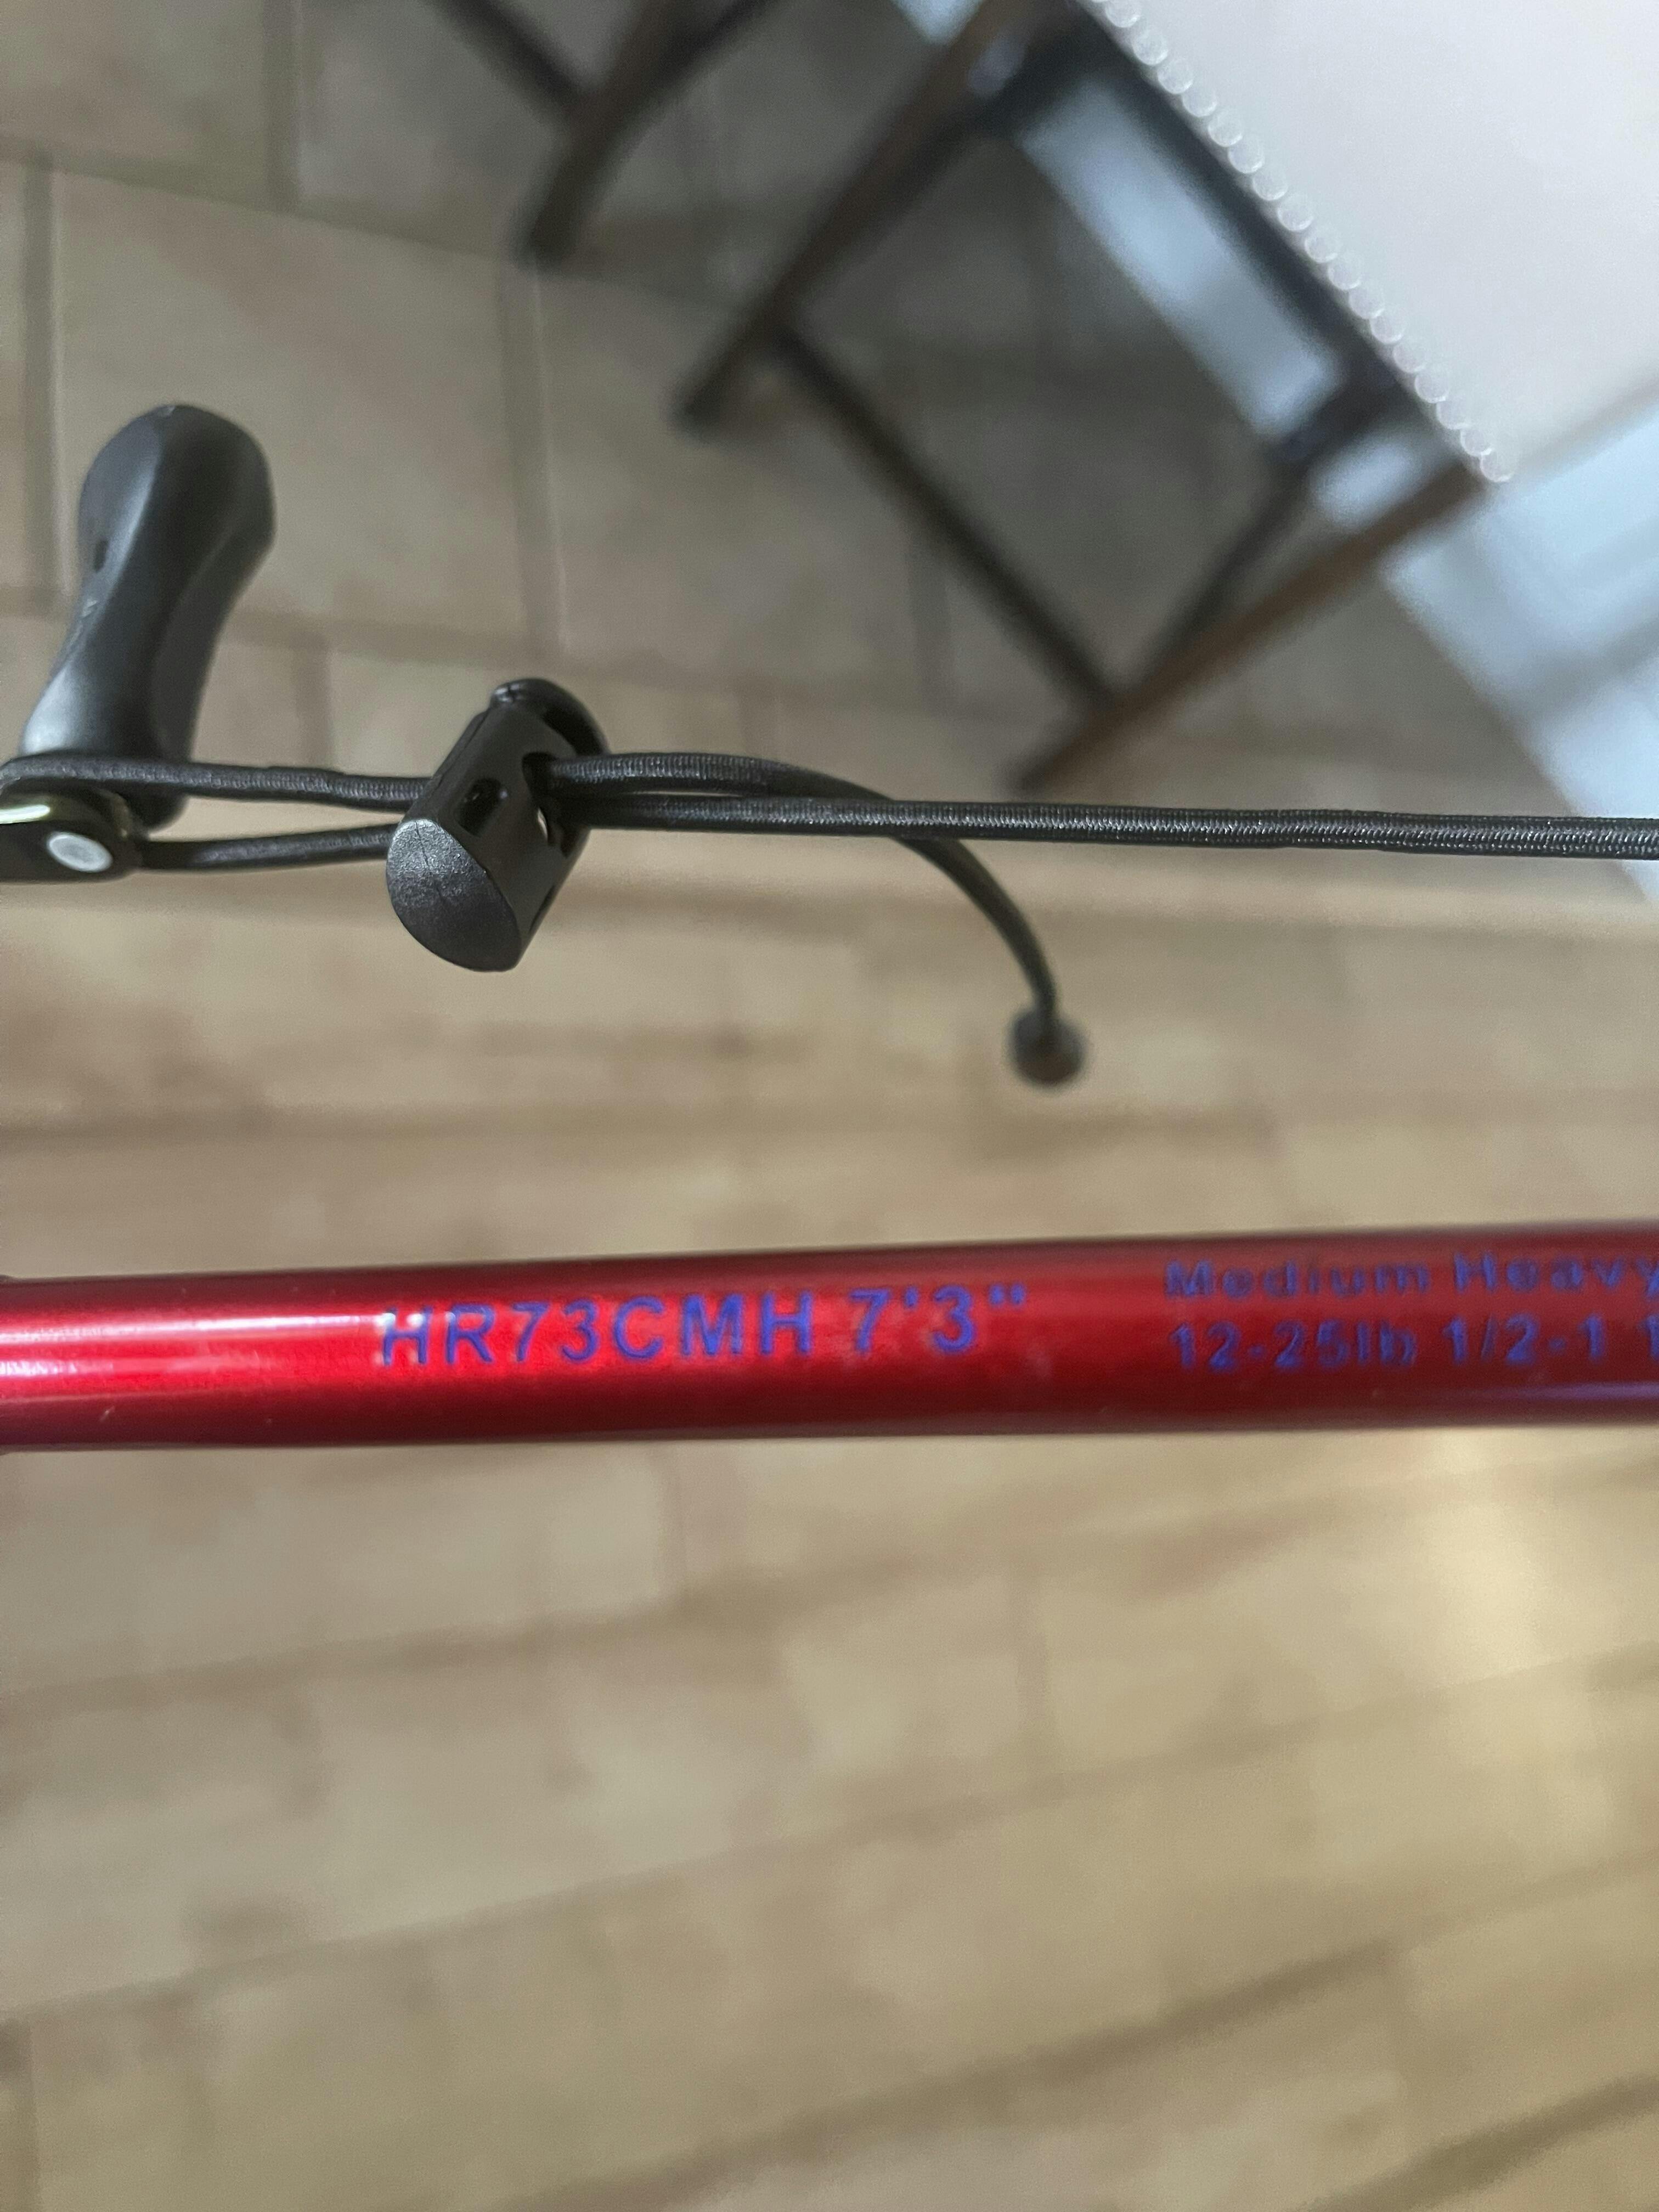 HR73CMH 7'3"
Medium Heavy
12-25lb 1/2-1